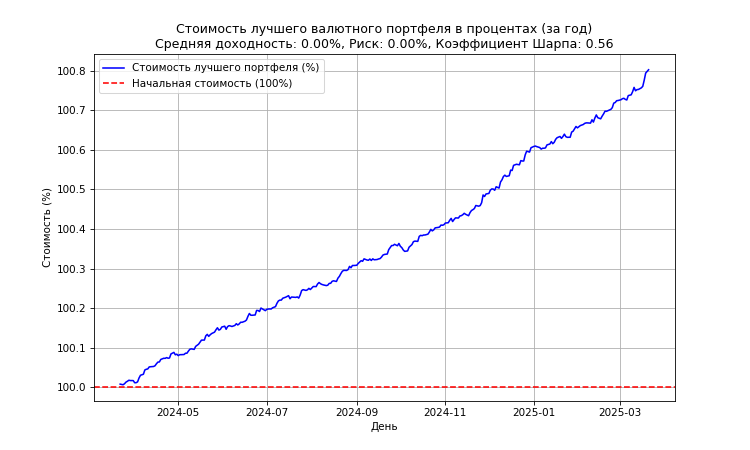 Стоимость лучшего валютного портфеля в процентах (за год)
Средняя доходность: 0.00%, Риск: 0.00%, Коэффициент Шарпа: 0.56
Стоимость лучшего портфеля (%)
Начальная стоимость (100%)
Стоимость (%)
100.8
100.7
100.6
100.5
100.4
100.3
100.2
100.1
100.0
2024-05
2024-07
2024-09
2024-11
2025-01
2025-03
День